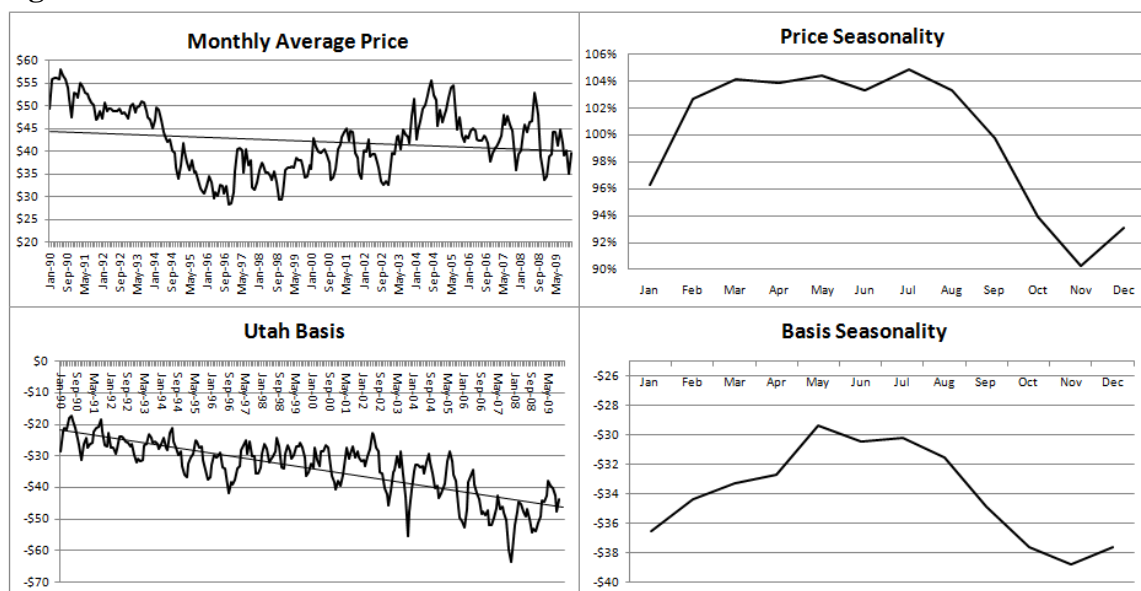 Monthly Average Price
$60
$55
$50
$45
$40
$35
$30
$25
$20
Jan-90
Sep-90
May-91
Jan-92
Sep-92
May-93
Jan-94
Sep-94
May-95
Jan-96
Sep-96
May-97
Jan-98
Sep-98
May-99
Jan-00
Sep-00
May-01
Jan-02
Sep-02
May-03
Jan-04
Sep-04
May-05
Jan-06
Sep-06
May-07
Jan-08
Sep-08
May-09
Price Seasonality
106%
104%
102%
100%
98%
96%
94%
92%
90%
Jan Feb Mar Apr May Jun Jul Aug Sep Oct Nov Dec
Utah Basis
$0
-$10
-$20
-$30
-$40
-$50
-$60
-$70
Jan-90
Sep-90
May-91
Jan-92
Sep-92
May-93
Jan-94
Sep-94
May-95
Jan-96
Sep-96
May-97
Jan-98
Sep-98
May-99
Jan-00
Sep-00
May-01
Jan-02
Sep-02
May-03
Jan-04
Sep-04
May-05
Jan-06
Sep-06
May-07
Jan-08
Sep-08
May-09
Basis Seasonality
-$26
-$28
-$30
-$32
-$34
-$36
-$38
-$40
Jan Feb Mar Apr May Jun Jul Aug Sep Oct Nov Dec